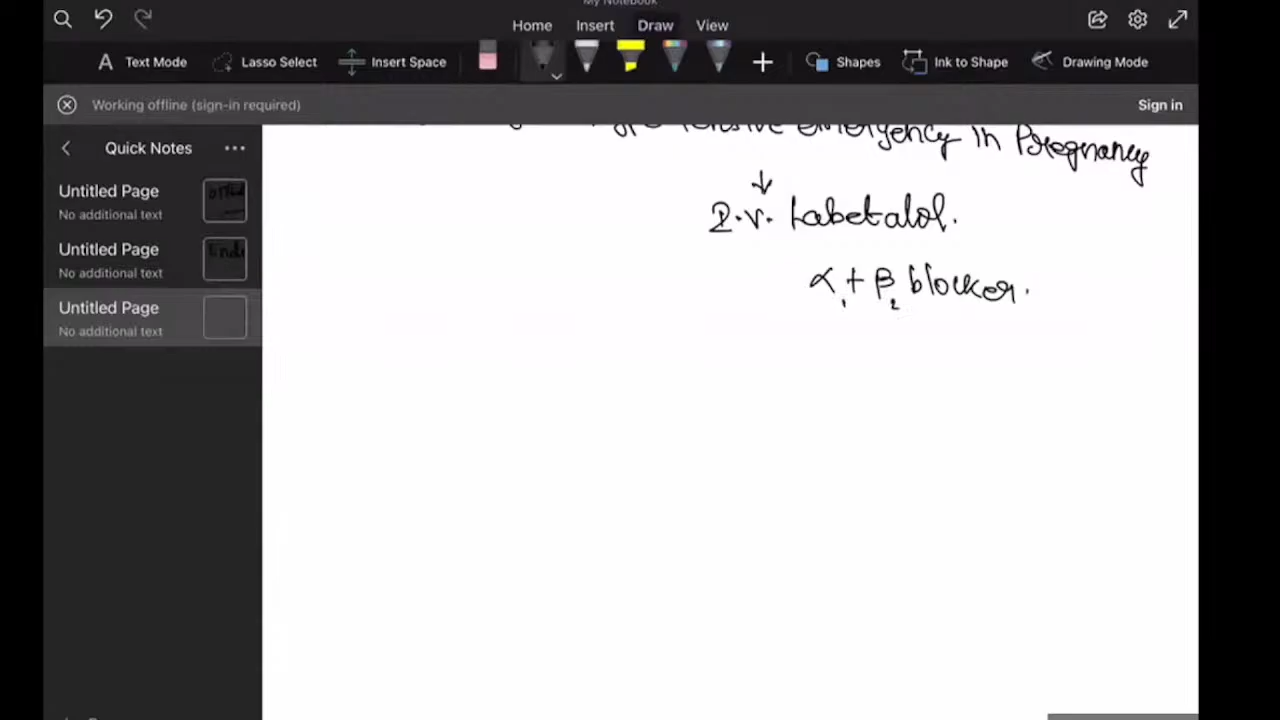 My Notebook
Home Insert Draw View
Text Mode Lasso Select Insert Space Shapes Ink to Shape Drawing Mode
Working offline (sign-in required) Sign in
Quick Notes
Untitled Page
No additional text
Untitled Page
No additional text
Untitled Page
No additional text
emergency in Pregnancy
↓
I.V. Labetalol.
α₁ + β₂ blocker.